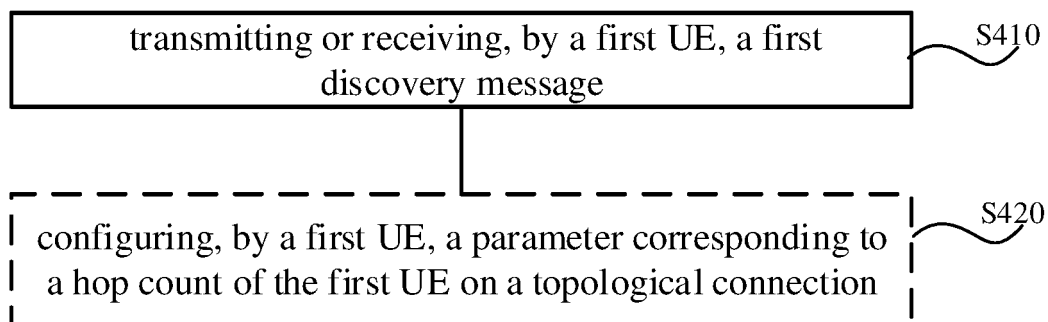 transmitting or receiving, by a first UE, a first
discovery message
S410
configuring, by a first UE, a parameter corresponding to
a hop count of the first UE on a topological connection
S420